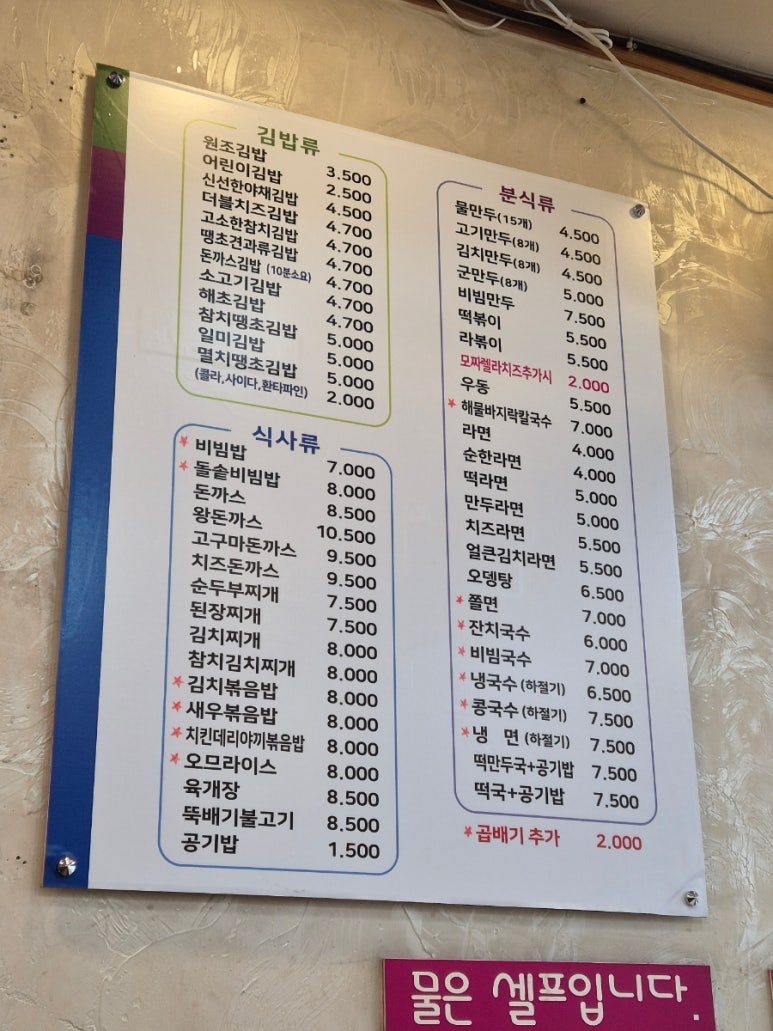 김밥류
원조김밥 3.500
어린이김밥 2.500
신선한야채김밥 4.500
더블치즈김밥 4.700
고소한참치김밥 4.700
땡초견과류김밥 4.700
돈까스김밥 (10분소요) 4.700
소고기김밥 4.700
해초김밥 4.700
참치땡초김밥 5.000
일미김밥 5.000
멸치땡초김밥 5.000
(콜라,사이다,환타파인) 2.000
식사류
*비빔밥 7.000
*돌솥비빔밥 8.000
돈까스 8.500
왕돈까스 10.500
고구마돈까스 9.500
치즈돈까스 9.500
순두부찌개 7.500
된장찌개 7.500
김치찌개 8.000
참치김치찌개 8.000
*김치볶음밥 8.000
*새우볶음밥 8.000
*치킨데리야끼볶음밥 8.000
*오므라이스 8.000
육개장 8.500
뚝배기불고기 8.500
공기밥 1.500
분식류
물만두(15개) 4.500
고기만두(8개) 4.500
김치만두(8개) 4.500
군만두(8개) 5.000
비빔만두 7.500
떡볶이 5.500
라볶이 5.500
모짜렐라치즈추가시 2.000
우동 5.500
*해물바지락칼국수 7.000
라면 4.000
순한라면 4.000
떡라면 5.000
만두라면 5.000
치즈라면 5.500
얼큰김치라면 5.500
오뎅탕 6.500
*쫄면 7.000
*잔치국수 6.000
*비빔국수 7.000
*냉국수(하절기) 6.500
*콩국수(하절기) 7.500
*냉 면(하절기) 7.500
떡만두국+공기밥 7.500
떡국+공기밥 7.500
*곱배기 추가 2.000
물은 셀프입니다.